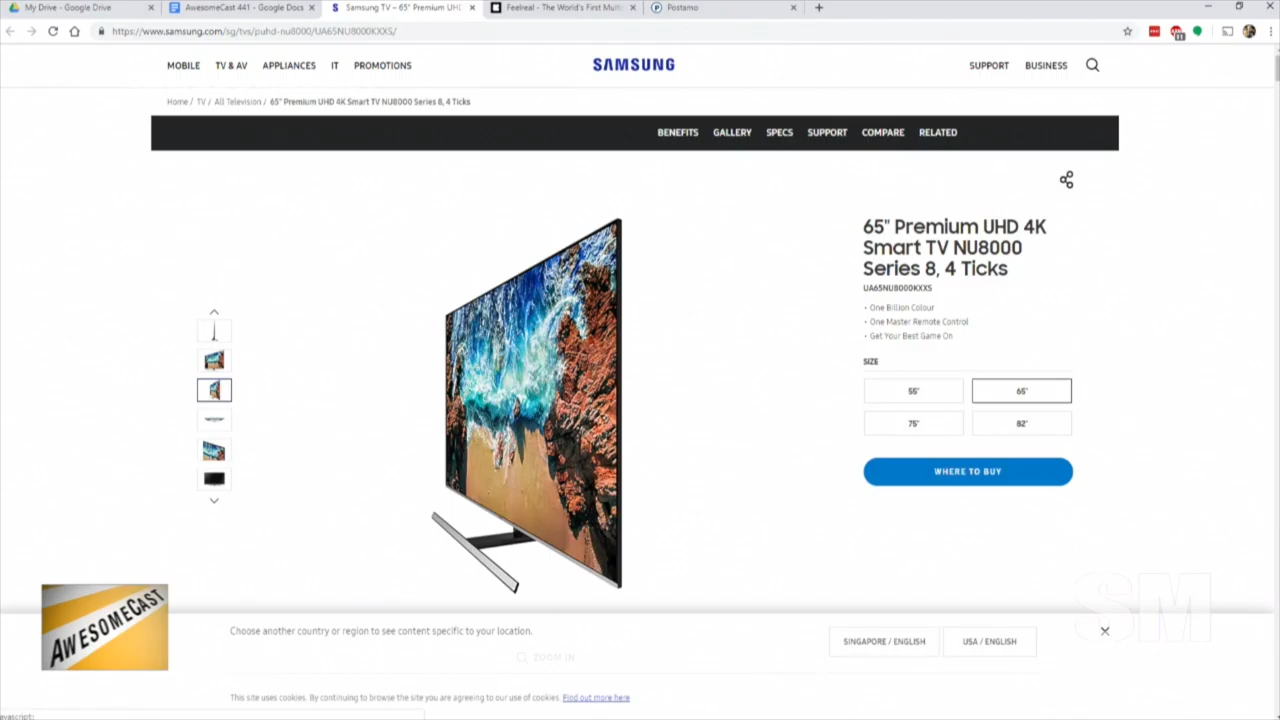 My Drive - Google Drive
AwesomeCast 441 - Google Docs
Samsung TV – 65" Premium UHD
Feelreal - The World's First Multi
Postamo
https://www.samsung.com/sg/tvs/puhd-nu8000/UA65NU8000KXXS/
MOBILE TV & AV APPLIANCES IT PROMOTIONS
SAMSUNG
SUPPORT BUSINESS
Home / TV / All Television / 65" Premium UHD 4K Smart TV NU8000 Series 8, 4 Ticks
BENEFITS GALLERY SPECS SUPPORT COMPARE RELATED
65" Premium UHD 4K
Smart TV NU8000
Series 8, 4 Ticks
UA65NU8000KXXS
• One Billion Colour
• One Master Remote Control
• Get Your Best Game On
SIZE
55" 65"
75" 82"
WHERE TO BUY
AWESOMECAST
SM
Choose another country or region to see content specific to your location.
SINGAPORE / ENGLISH USA / ENGLISH
ZOOM IN
This site uses cookies. By continuing to browse the site you are agreeing to our use of cookies. Find out more here
javascript: